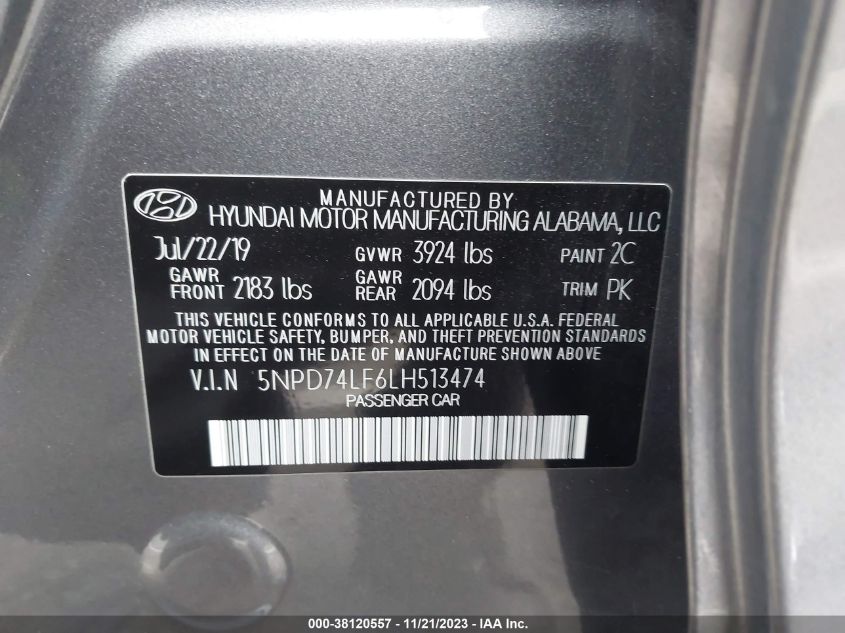 MANUFACTURED BY
HYUNDAI MOTOR MANUFACTURING ALABAMA, LLC
Jul/22/19 GVWR 3924 lbs PAINT 2C
GAWR FRONT 2183 lbs GAWR REAR 2094 lbs TRIM PK
THIS VEHICLE CONFORMS TO ALL APPLICABLE U.S.A. FEDERAL
MOTOR VEHICLE SAFETY, BUMPER, AND THEFT PREVENTION STANDARDS
IN EFFECT ON THE DATE OF MANUFACTURE SHOWN ABOVE.
V.I.N 5NPD74LF6LH513474
PASSENGER CAR
000-38120557 - 11/21/2023 - IAAI.com